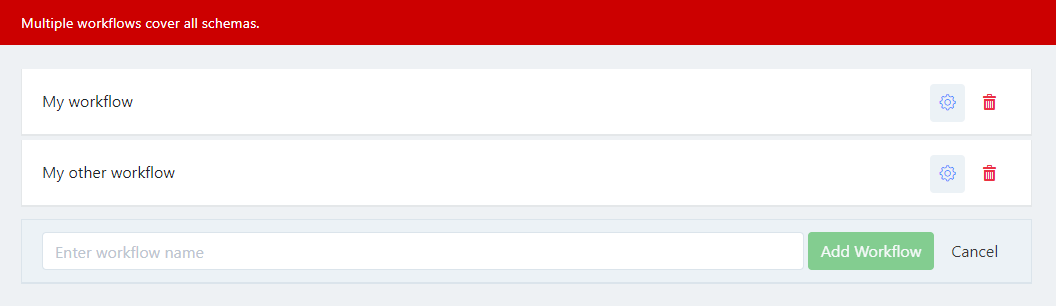 Multiple workflows cover all schemas.
My workflow
My other workflow
Enter workflow name
Add Workflow
Cancel